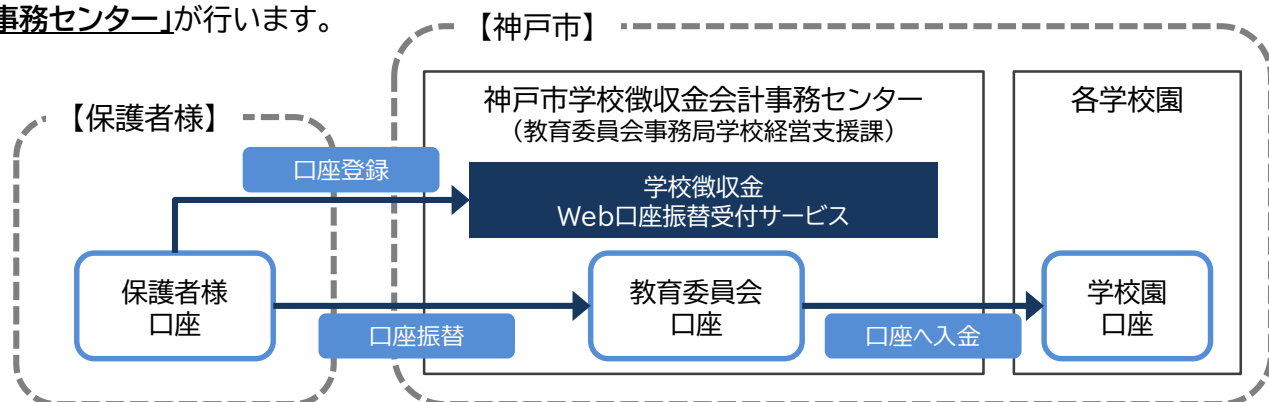 事務センター」が行います。
【神戸市】
【保護者様】
神戸市学校徴収金会計事務センター
（教育委員会事務局学校経営支援課）
各学校園
口座登録
学校徴収金
Web口座振替受付サービス
保護者様
口座
口座振替
教育委員会
口座
口座へ入金
学校園
口座